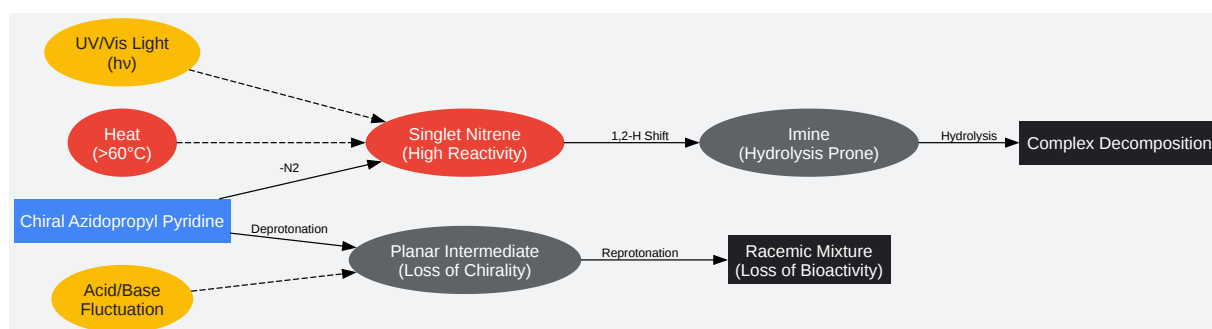 UV/Vis Light
(hν)
Heat
(>60°C)
Singlet Nitrene
(High Reactivity)
1,2-H Shift
Imine
(Hydrolysis Prone)
Hydrolysis
Complex Decomposition
-N2
Chiral Azidopropyl Pyridine
Deprotonation
Planar Intermediate
(Loss of Chirality)
Reprotonation
Racemic Mixture
(Loss of Bioactivity)
Acid/Base
Fluctuation